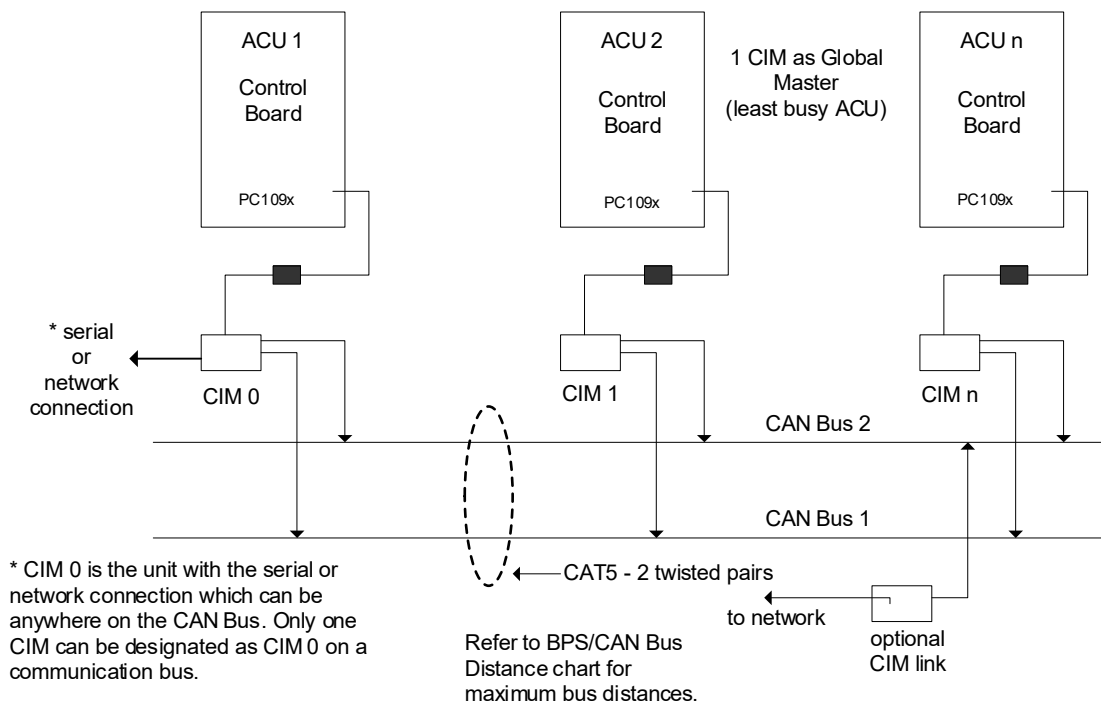 ACU 1
Control
Board
PC109x
ACU 2
Control
Board
PC109x
1 CIM as Global
Master
(least busy ACU)
ACU n
Control
Board
PC109x
* serial
or
network
connection
CIM 0
CIM 1
CIM n
CAN Bus 2
CAN Bus 1
* CIM 0 is the unit with the serial or
network connection which can be
anywhere on the CAN Bus. Only one
CIM can be designated as CIM 0 on a
communication bus.
CAT5 - 2 twisted pairs
Refer to BPS/CAN Bus
Distance chart for
maximum bus distances.
to network
optional
CIM link